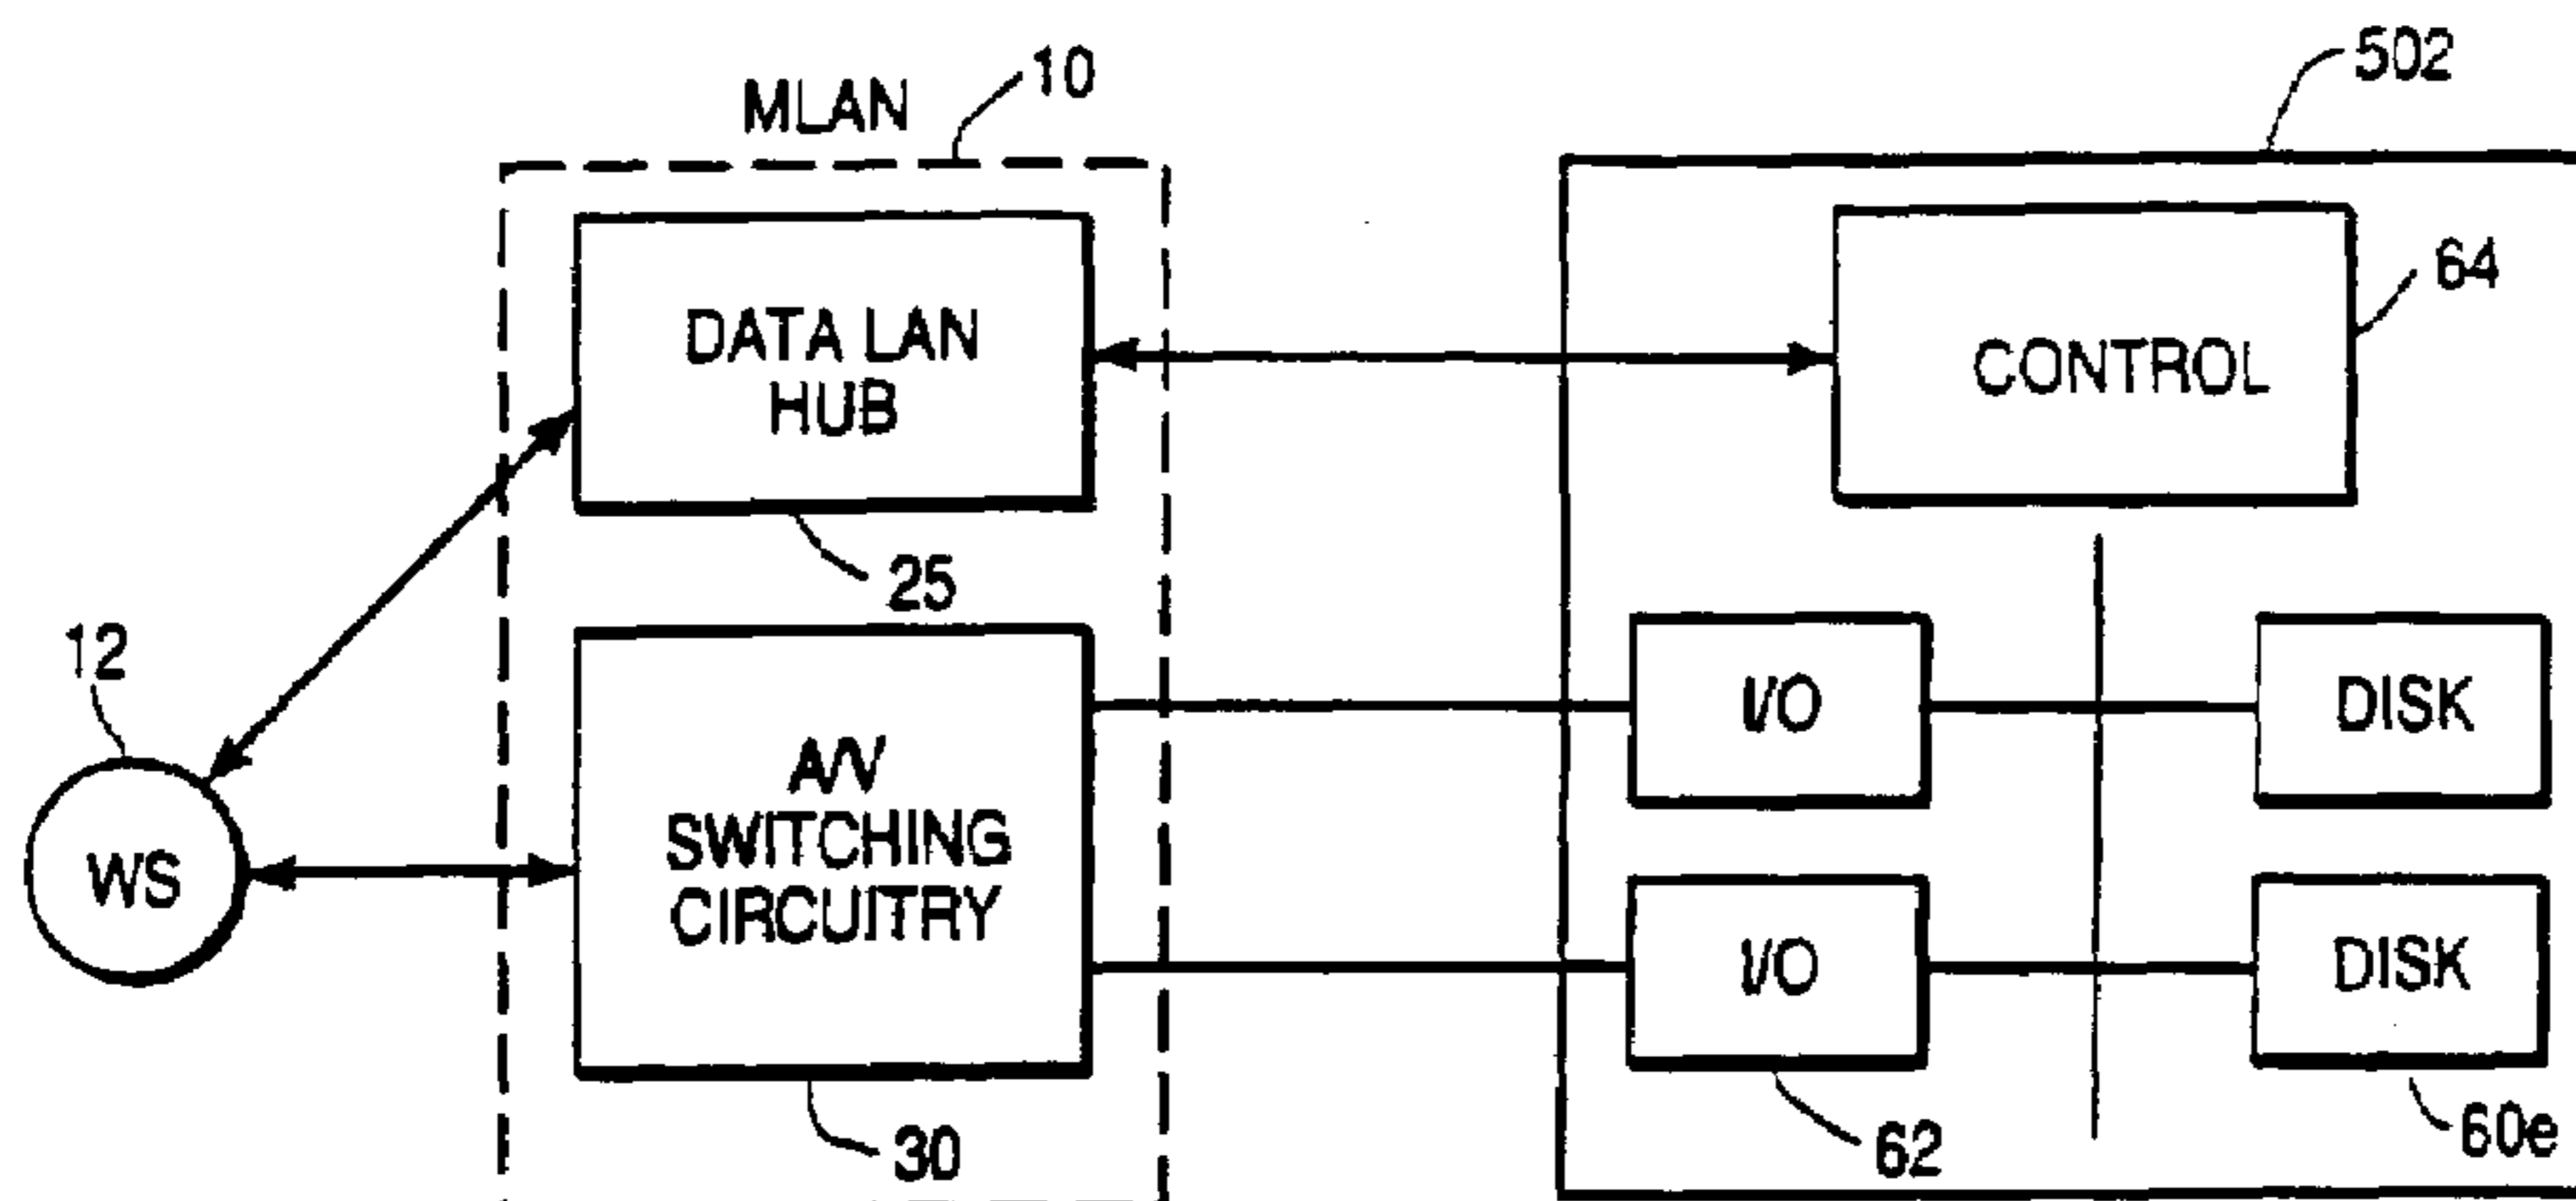 MLAN
10
502
DATA LAN
HUB
25
CONTROL
64
12
WS
A/V
SWITCHING
CIRCUITRY
30
I/O
DISK
I/O
62
DISK
60e